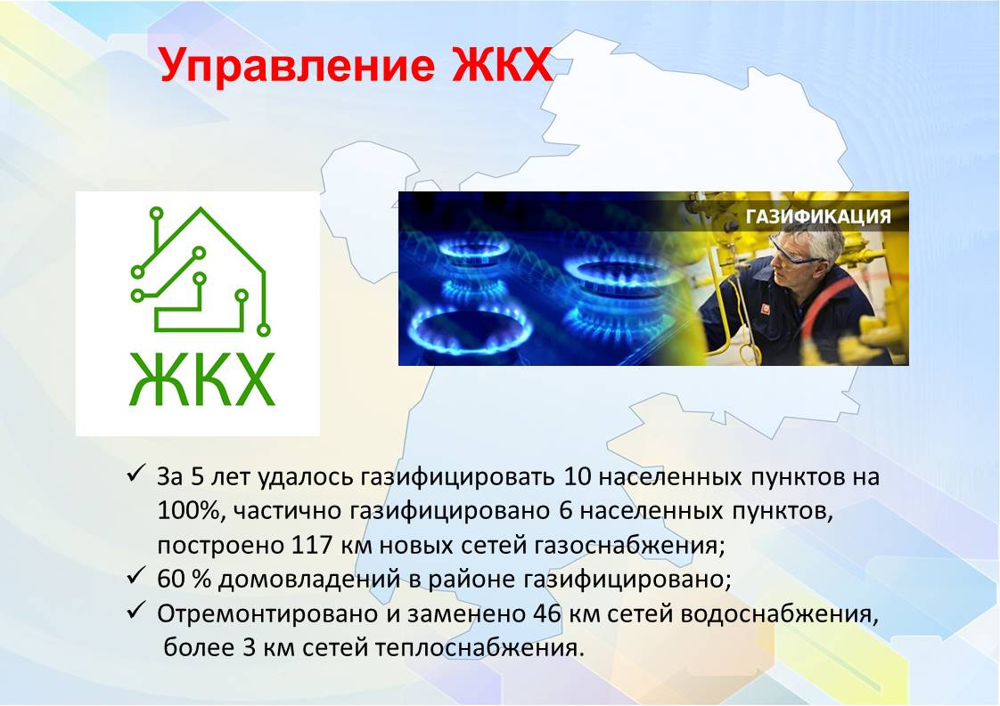 Управление ЖКХ
ГАЗИФИКАЦИЯ
ЖКХ
✓ За 5 лет удалось газифицировать 10 населенных пунктов на
100%, частично газифицировано 6 населенных пунктов,
построено 117 км новых сетей газоснабжения;
✓ 60 % домовладений в районе газифицировано;
✓ Отремонтировано и заменено 46 км сетей водоснабжения,
более 3 км сетей теплоснабжения.